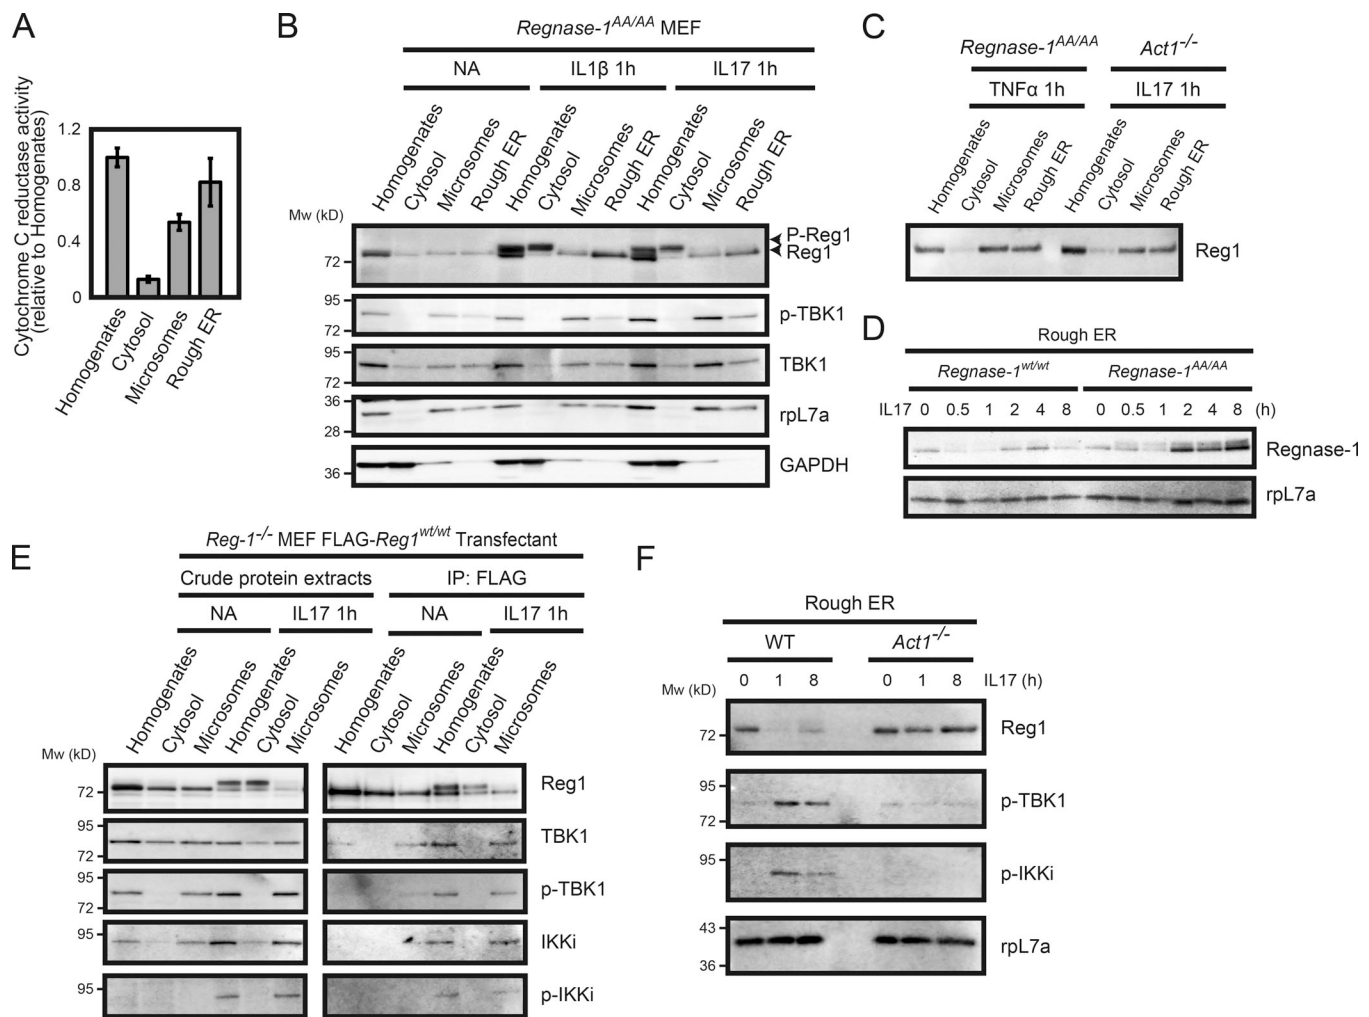 A
Cytochrome C reductase activity
(relative to Homogenates)
1.2
0.8
0.4
0
Homogenates
Cytosol
Microsomes
Rough ER
B
Regnase-1AA/AA MEF
NA IL1β 1h IL17 1h
Homogenates Cytosol Microsomes Rough ER Homogenates Cytosol Microsomes Rough ER Homogenates Cytosol Microsomes Rough ER
Mw (kD)
P-Reg1
Reg1
72
95
p-TBK1
72
95
TBK1
72
36
rpL7a
28
GAPDH
36
C
Regnase-1AA/AA Act1-/-
TNFα 1h IL17 1h
Homogenates Cytosol Microsomes Rough ER Homogenates Cytosol Microsomes Rough ER
Reg1
D
Rough ER
Regnase-1wt/wt Regnase-1AA/AA
IL17 0 0.5 1 2 4 8 0 0.5 1 2 4 8 (h)
Regnase-1
rpL7a
E
Reg-1-/- MEF FLAG-Reg1wt/wt Transfectant
Crude protein extracts IP: FLAG
NA IL17 1h NA IL17 1h
Homogenates Cytosol Microsomes Homogenates Cytosol Microsomes Homogenates Cytosol Microsomes Homogenates Cytosol Microsomes
Mw (kD)
72 Reg1
95
TBK1
72
95
p-TBK1
72
95
IKKi
95
p-IKKi
F
Rough ER
WT Act1-/-
0 1 8 0 1 8 IL17 (h)
Mw (kD)
Reg1
72
95
p-TBK1
72
95
p-IKKi
43
rpL7a
36